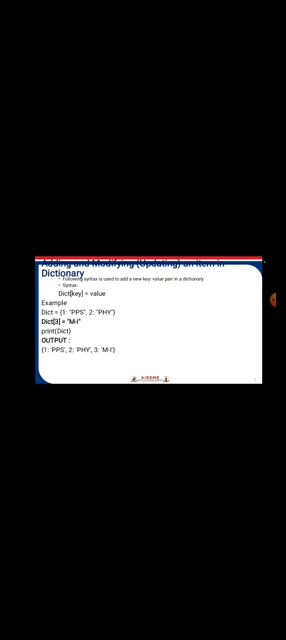 Adding and Modifying (Updating) an Item in
Dictionary
• Following syntax is used to add a new key: value pair in a dictionary
• Syntax:
Dict[key] = value
Example
Dict = {1: "PPS", 2: "PHY"}
Dict[3] = "M-I"
print(Dict)
OUTPUT :
{1: 'PPS', 2: 'PHY', 3: 'M-I'}
AISSMS